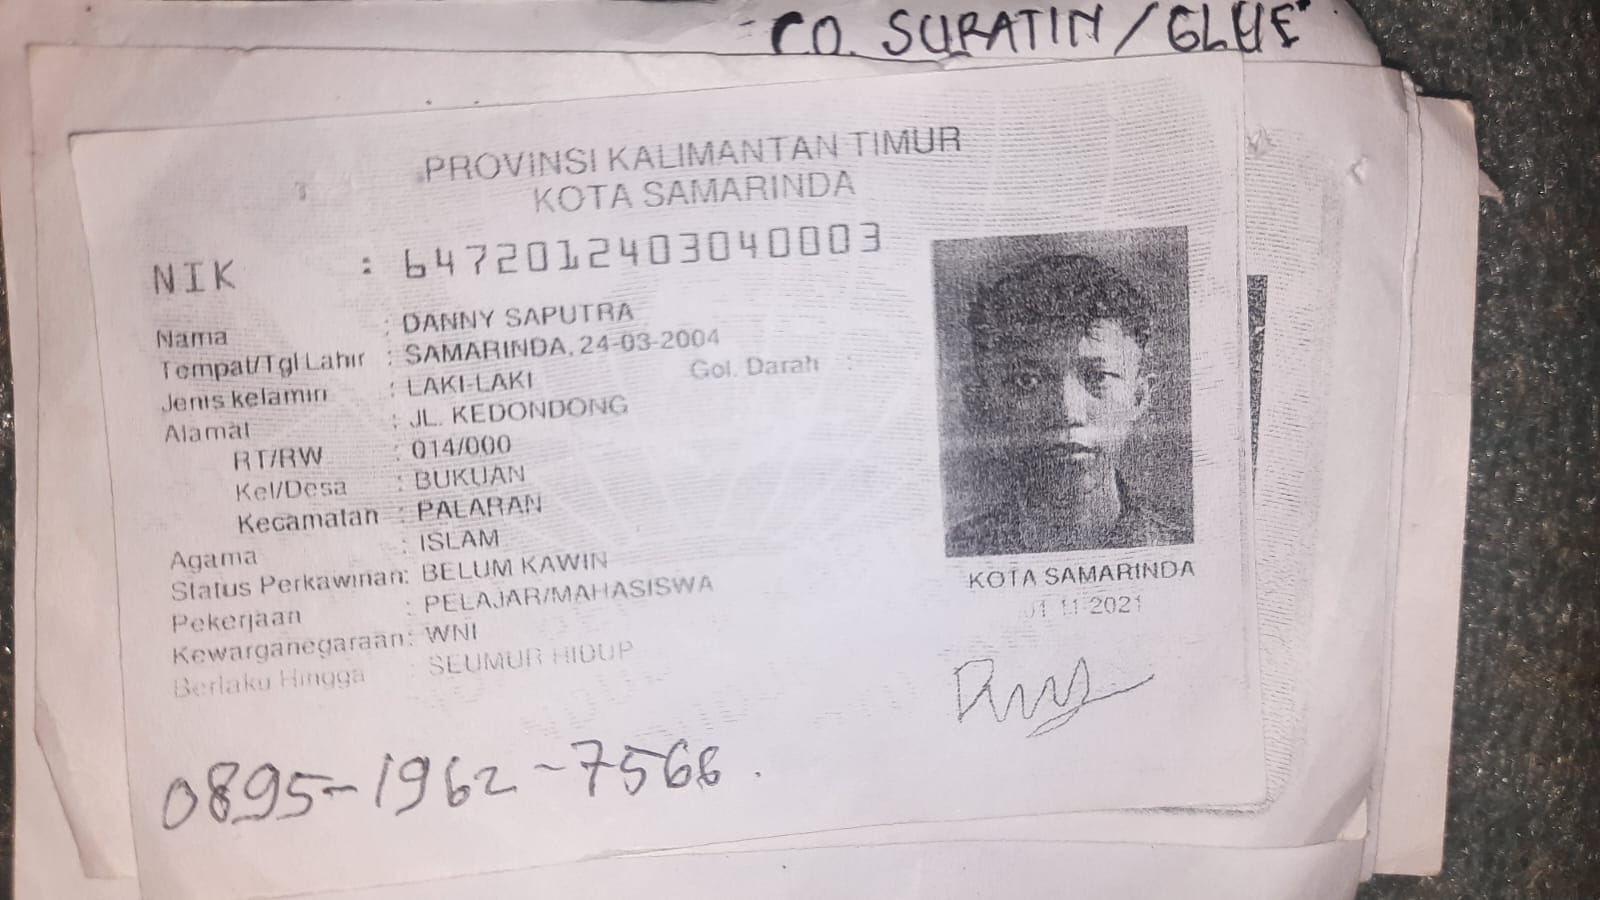 CO. SURATIN/GLUE"
PROVINSI KALIMANTAN TIMUR
KOTA SAMARINDA
NIK : 6472012403040003
Nama : DANNY SAPUTRA
Tempat/Tgl Lahir : SAMARINDA, 24-03-2004
Jenis kelamin : LAKI-LAKI Gol. Darah :
Alamat : JL. KEDONDONG
RT/RW : 014/000
Kel/Desa : BUKUAN
Kecamatan : PALARAN
Agama : ISLAM
Status Perkawinan: BELUM KAWIN
Pekerjaan : PELAJAR/MAHASISWA
Kewarganegaraan: WNI
Berlaku Hingga SEUMUR HIDUP
KOTA SAMARINDA
01-11-2021
0895-1962-7566.